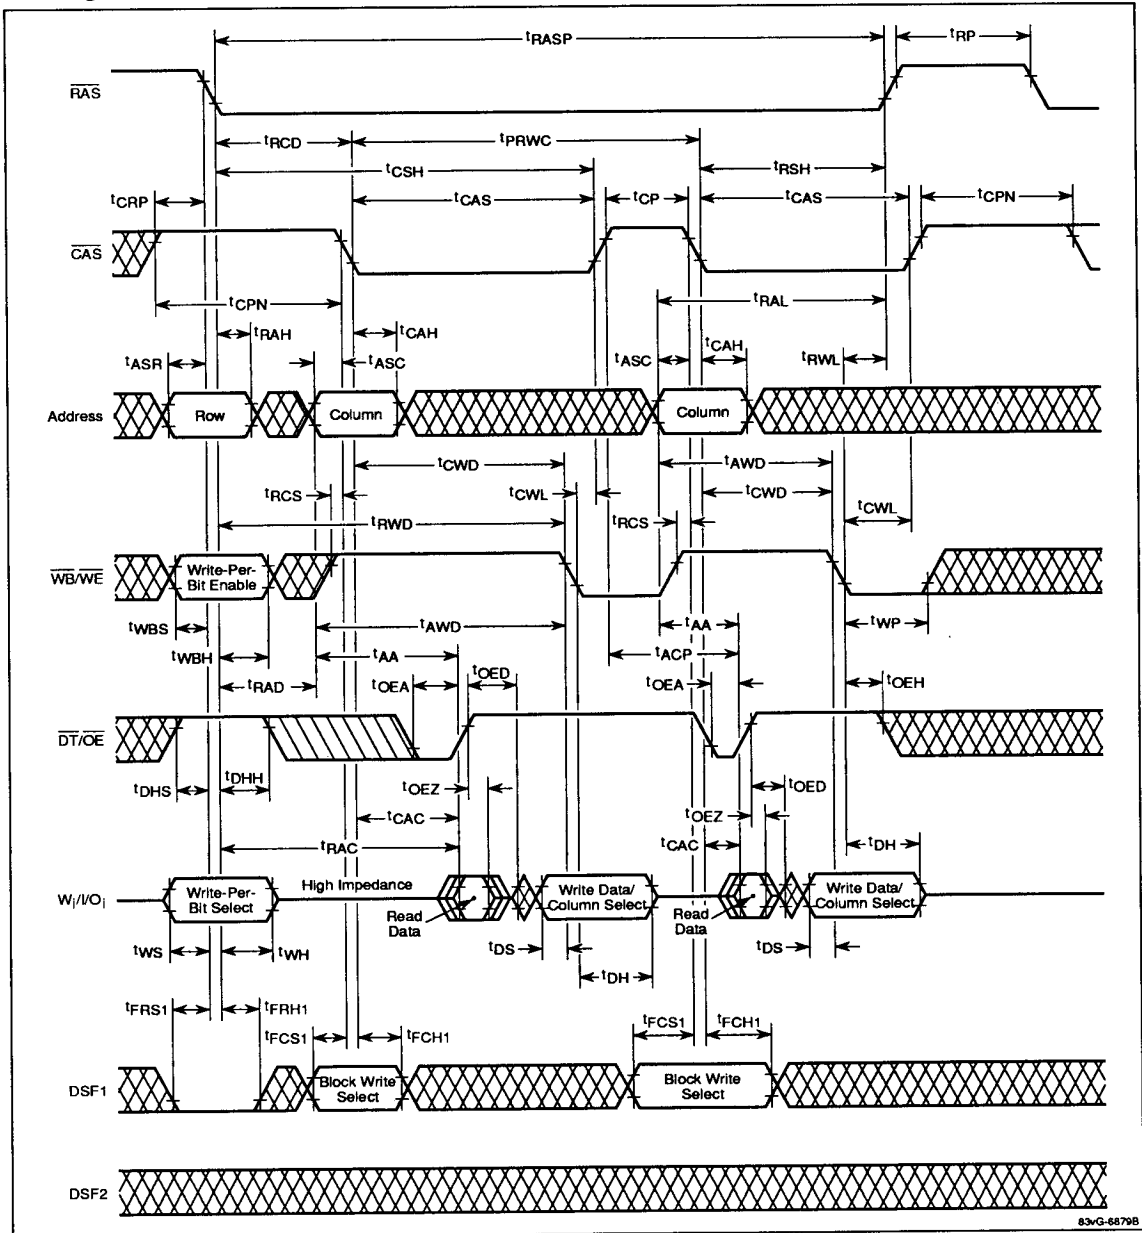 tRASP
tRP
RAS
tRCD
tPRWC
tCSH
tRSH
tCRP
tCAS
tCP
tCAS
tCPN
CAS
tCPN
tRAL
tRAH
tCAH
tCAH
tASR
tASC
tASC
tRWL
Address
Row
Column
Column
tCWD
tAWD
tRCS
tCWL
tCWD
tRWD
tRCS
tCWL
WB/WE
Write-Per-
Bit Enable
tWBS
tAWD
tAA
tWP
tWBH
tAA
tACP
tRAD
tOEA
tOED
tOEA
tOEH
DT/OE
tDHS
tDHH
tOEZ
tOED
tCAC
tOEZ
tRAC
tCAC
tDH
Wi/I/Oi
Write-Per-
Bit Select
High Impedance
Read
Data
Write Data/
Column Select
Read
Data
Write Data/
Column Select
tWS
tWH
tDS
tDS
tDH
tFRS1
tFRH1
tFCS1
tFCH1
tFCS1
tFCH1
DSF1
Block Write
Select
Block Write
Select
DSF2
83vG-6879B